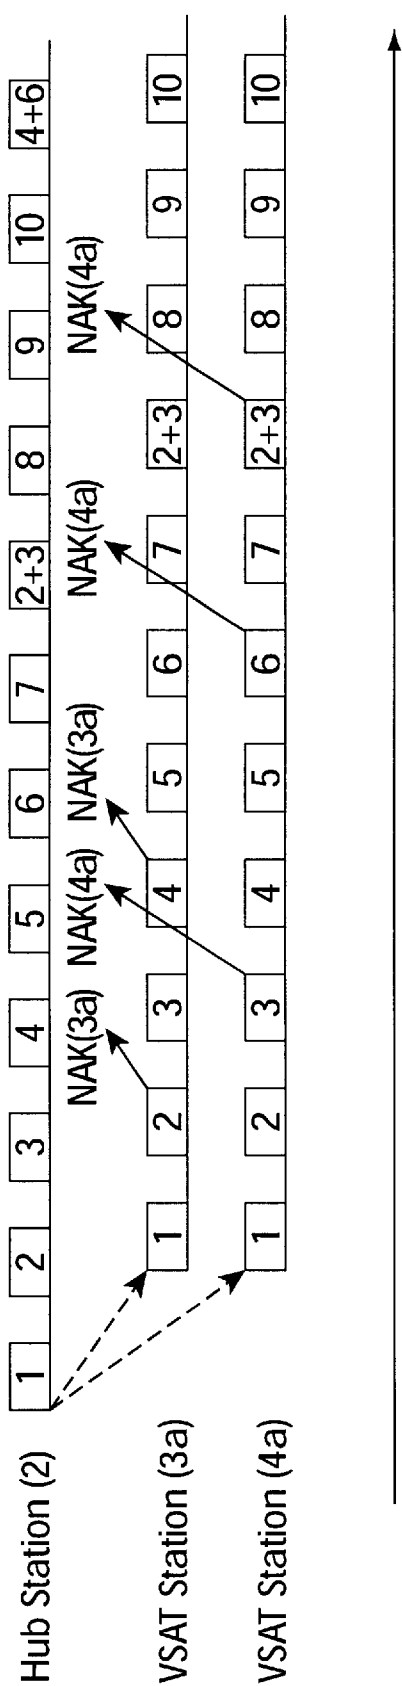 Hub Station (2) 1 2 3 4 5 6 7 2+3 8 9 10 4+6
NAK(3a) NAK(4a) NAK(3a) NAK(4a) NAK(4a)
VSAT Station (3a) 1 2 3 4 5 6 7 2+3 8 9 10
VSAT Station (4a) 1 2 3 4 5 6 7 2+3 8 9 10